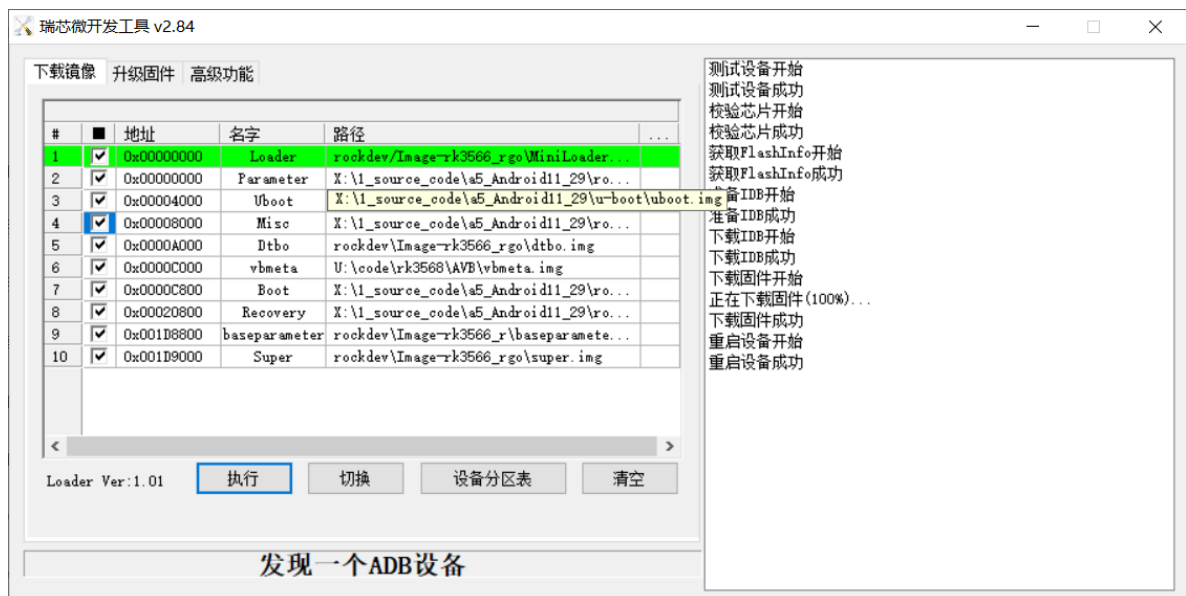 瑞芯微开发工具 v2.84
下载镜像 升级固件 高级功能
# 地址 名字 路径 ...
1 0x00000000 Loader rockdev/Image-rk3566_rgo\MiniLoader...
2 0x00000000 Parameter X:\1_source_code\a5_Android11_29\ro...
3 0x00004000 Uboot X:\1_source_code\a5_Android11_29\u-boot\uboot.img
4 0x00008000 Misc X:\1_source_code\a5_Android11_29\ro...
5 0x0000A000 Dtbo rockdev\Image-rk3566_rgo\dtbo.img
6 0x0000C000 vbmeta U:\code\rk3568\AVB\vbmeta.img
7 0x0000C800 Boot X:\1_source_code\a5_Android11_29\ro...
8 0x00020800 Recovery X:\1_source_code\a5_Android11_29\ro...
9 0x001D8800 baseparameter rockdev\Image-rk3566_r\baseparamete...
10 0x001D9000 Super rockdev\Image-rk3566_rgo\super.img
Loader Ver:1.01 执行 切换 设备分区表 清空
发现一个ADB设备
测试设备开始
测试设备成功
校验芯片开始
校验芯片成功
获取FlashInfo开始
获取FlashInfo成功
备IDB开始
准备IDB成功
下载IDB开始
下载IDB成功
下载固件开始
正在下载固件(100%)...
下载固件成功
重启设备开始
重启设备成功